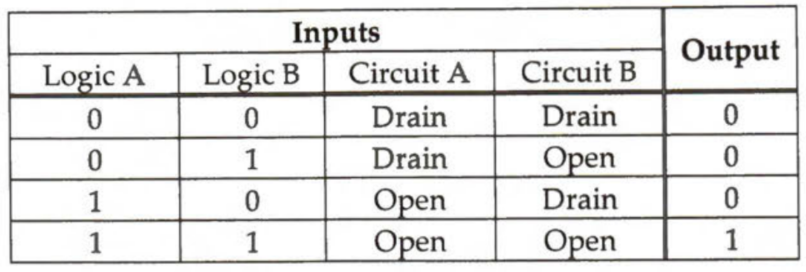 Inputs Output
Logic A Logic B Circuit A Circuit B
0 0 Drain Drain 0
0 1 Drain Open 0
1 0 Open Drain 0
1 1 Open Open 1